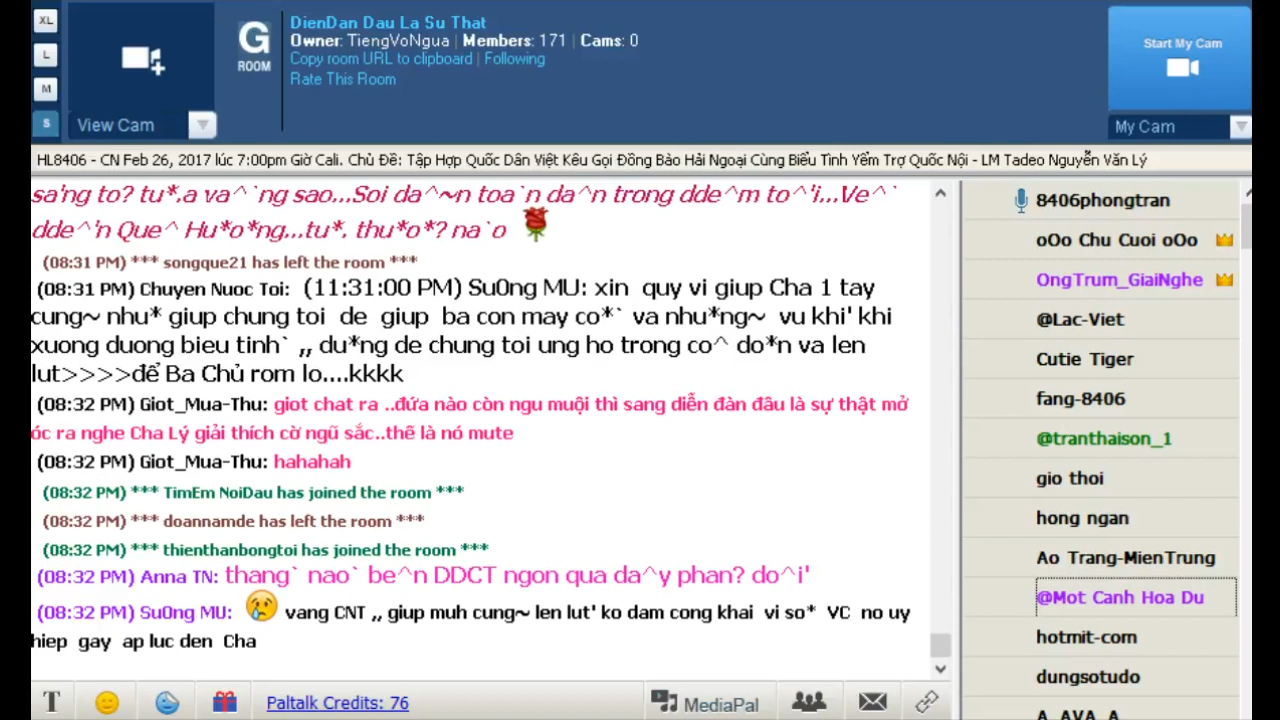 XL
L
M
S
View Cam
G
ROOM
DienDan Dau La Su That
Owner: TiengVoNgua | Members: 171 | Cams: 0
Copy room URL to clipboard | Following
Rate This Room
Start My Cam
My Cam
HL8406 - CN Feb 26, 2017 lúc 7:00pm Giờ Cali. Chủ Đề: Tập Hợp Quốc Dân Việt Kêu Gọi Đồng Bào Hải Ngoại Cùng Biểu Tình Yểm Trợ Quốc Nội - LM Tadeo Nguyễn Văn Lý
sa'ng to? tu*.a va^`ng sao...Soi da^~n toa`n da^n trong dde^m to^'i...Ve^`
dde^'n Que^ Hu*o*ng...tu*. thu*o*? na`o
(08:31 PM) *** songque21 has left the room ***
(08:31 PM) Chuyen Nuoc Toi: (11:31:00 PM) Su0ng MU: xin quy vi giup Cha 1 tay
cung~ nhu* giup chung toi de giup ba con may co*` va nhu*ng~ vu khi' khi
xuong duong bieu tinh` ,, du*ng de chung toi ung ho trong co^ do*n va len
lut>>>>để Ba Chủ rom lo....kkkk
(08:32 PM) Giot_Mua-Thu: giot chat ra ..đứa nào còn ngu muội thì sang diễn đàn đâu là sự thật mở
óc ra nghe Cha Lý giải thích cờ ngũ sắc..thế là nó mute
(08:32 PM) Giot_Mua-Thu: hahahah
(08:32 PM) *** TimEm NoiDau has joined the room ***
(08:32 PM) *** doannamde has left the room ***
(08:32 PM) *** thienthanbongtoi has joined the room ***
(08:32 PM) Anna TN: thang` nao` be^n DDCT ngon qua da^y phan? do^i'
(08:32 PM) Su0ng MU: vang CNT ,, giup muh cung~ len lut' ko dam cong khai vi so* VC no uy
hiep gay ap luc den Cha
8406phongtran
oOo Chu Cuoi oOo
OngTrum_GiaiNghe
@Lac-Viet
Cutie Tiger
fang-8406
@tranthaison_1
gio thoi
hong ngan
Ao Trang-MienTrung
@Mot Canh Hoa Du
hotmit-com
dungsotudo
A_AVA_A
T
Paltalk Credits: 76
MediaPal